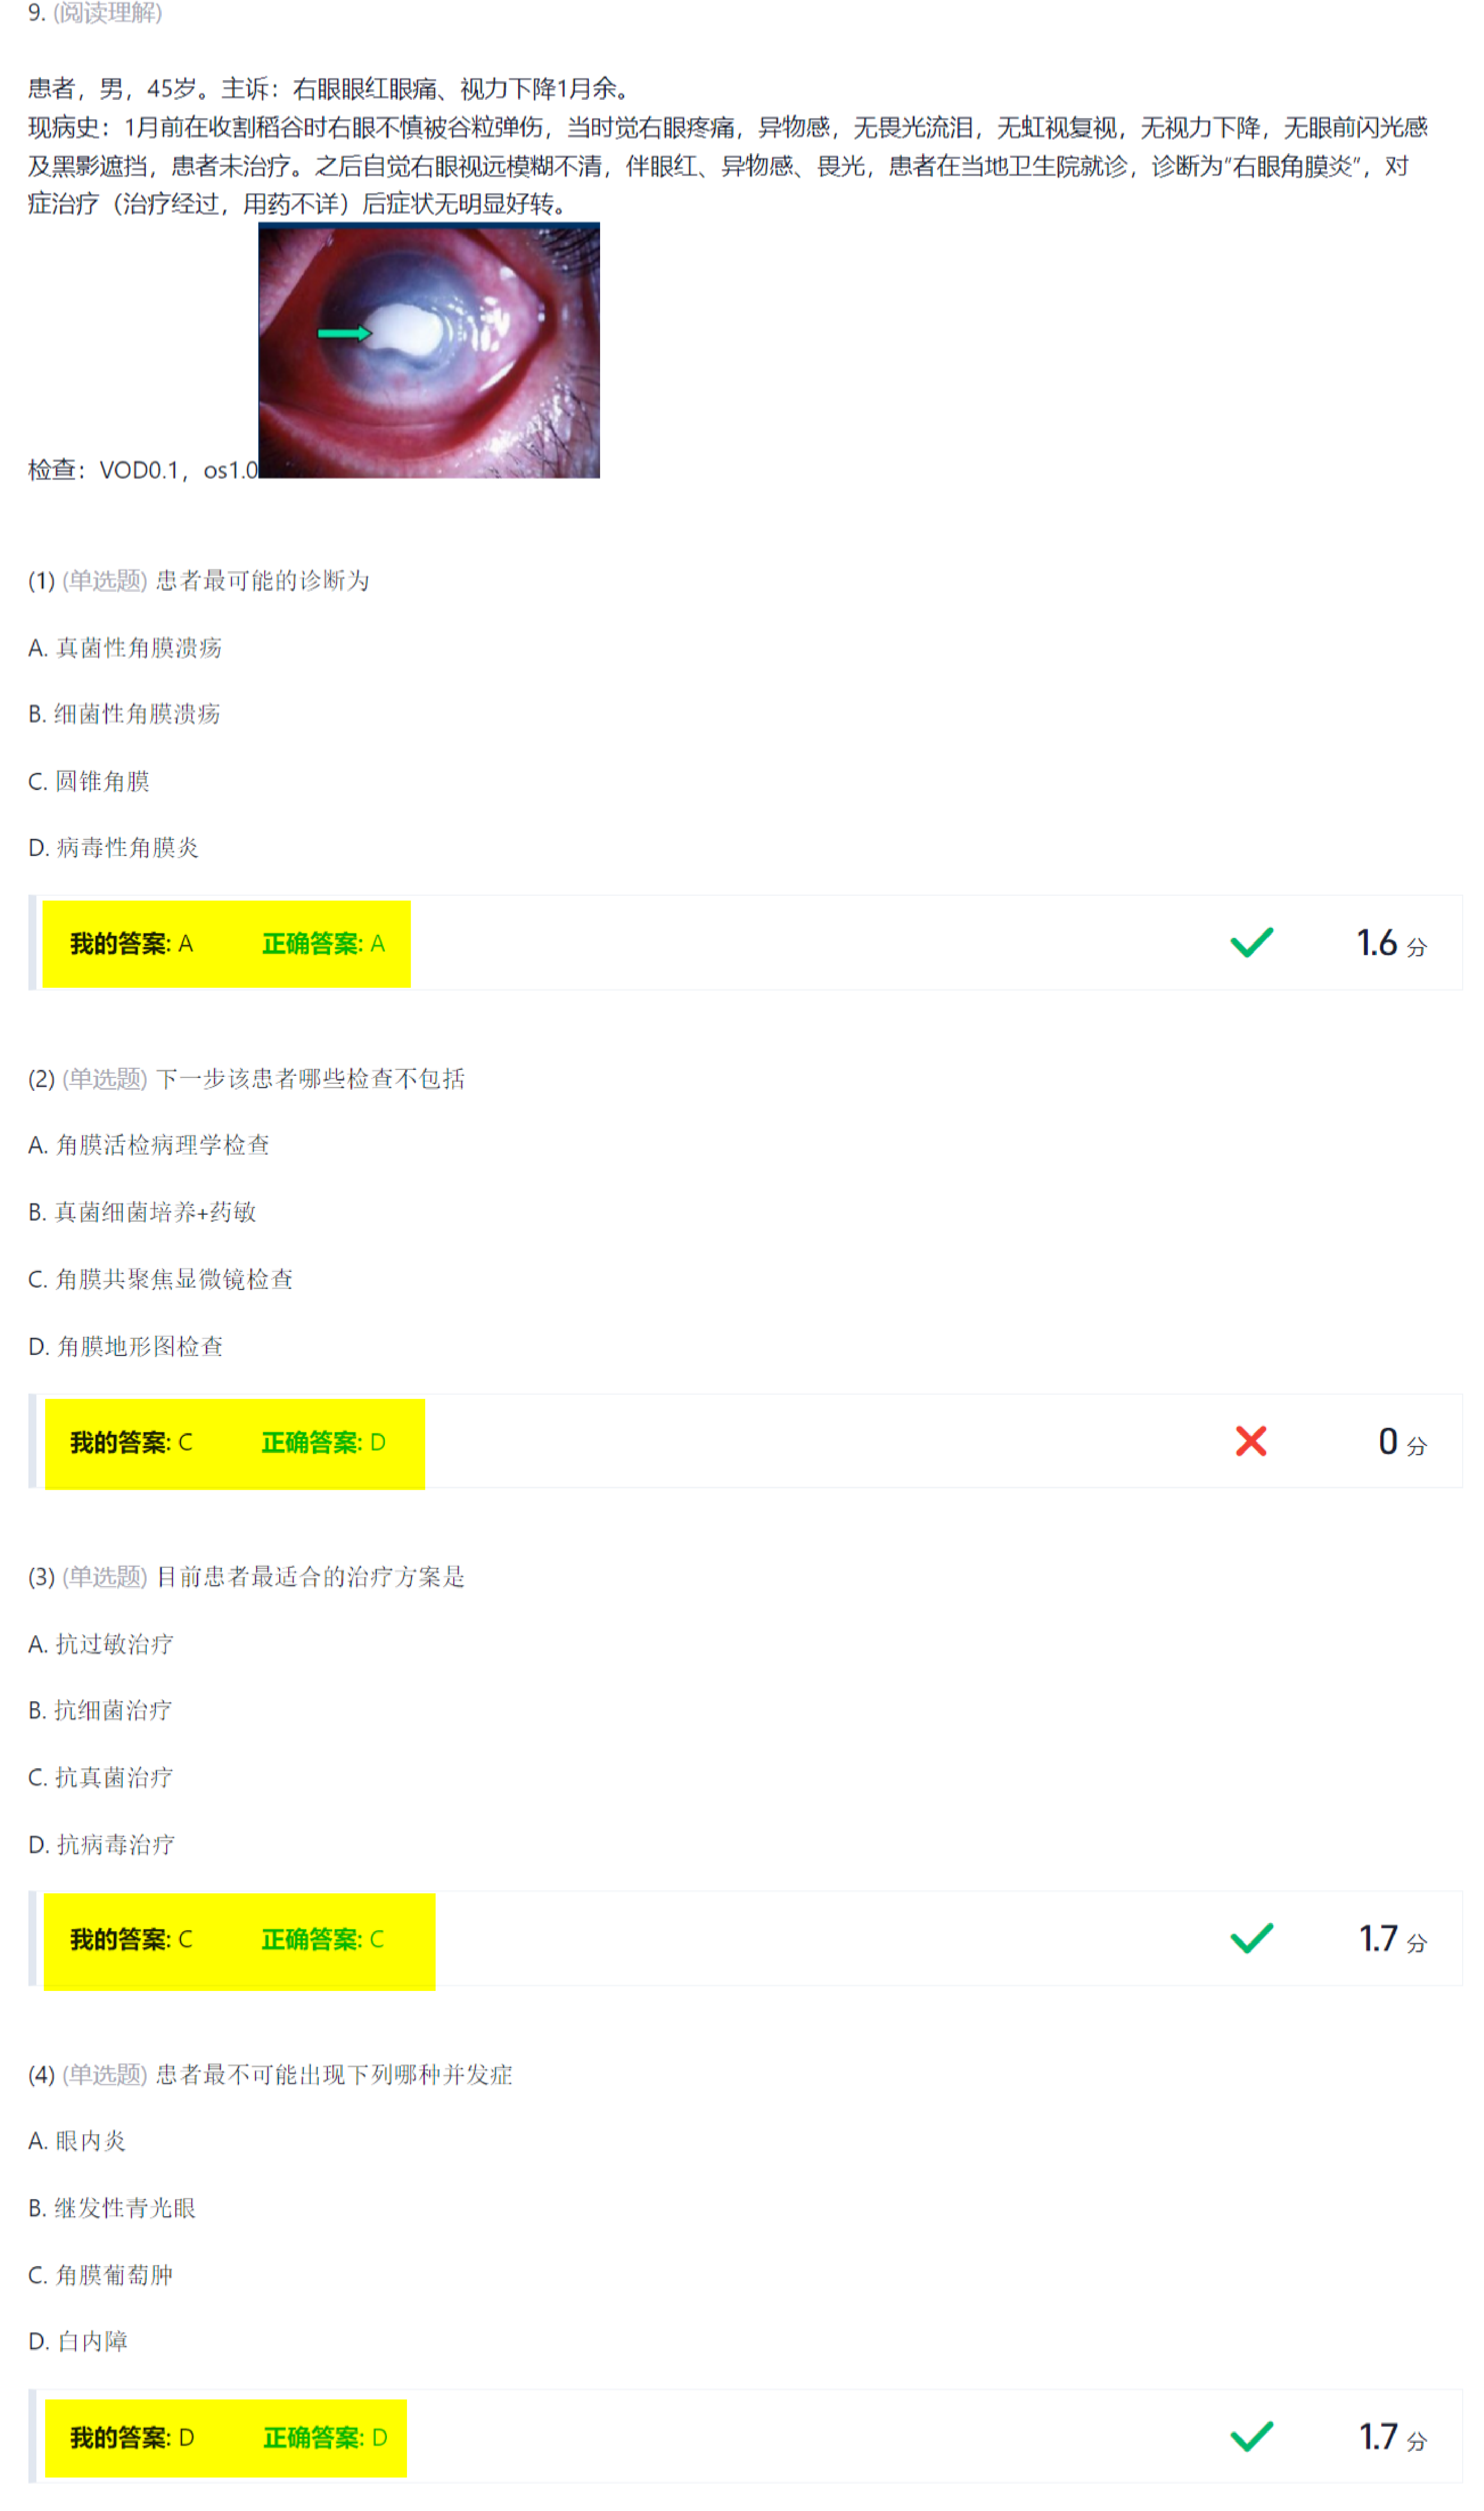 9. (阅读理解)
患者，男，45岁。主诉：右眼眼红眼痛、视力下降1月余。
现病史：1月前在收割稻谷时右眼不慎被谷粒弹伤，当时觉右眼疼痛，异物感，无畏光流泪，无虹视复视，无视力下降，无眼前闪光感
及黑影遮挡，患者未治疗。之后自觉右眼视远模糊不清，伴眼红、异物感、畏光，患者在当地卫生院就诊，诊断为“右眼角膜炎”，对
症治疗（治疗经过，用药不详）后症状无明显好转。
检查：VOD0.1，os1.0
(1) (单选题) 患者最可能的诊断为
A. 真菌性角膜溃疡
B. 细菌性角膜溃疡
C. 圆锥角膜
D. 病毒性角膜炎
我的答案: A 正确答案: A 1.6 分
(2) (单选题) 下一步该患者哪些检查不包括
A. 角膜活检病理学检查
B. 真菌细菌培养+药敏
C. 角膜共聚焦显微镜检查
D. 角膜地形图检查
我的答案: C 正确答案: D 0 分
(3) (单选题) 目前患者最适合的治疗方案是
A. 抗过敏治疗
B. 抗细菌治疗
C. 抗真菌治疗
D. 抗病毒治疗
我的答案: C 正确答案: C 1.7 分
(4) (单选题) 患者最不可能出现下列哪种并发症
A. 眼内炎
B. 继发性青光眼
C. 角膜葡萄肿
D. 白内障
我的答案: D 正确答案: D 1.7 分